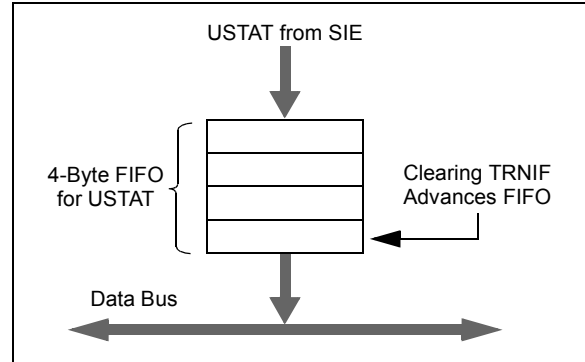 USTAT from SIE
4-Byte FIFO
for USTAT
Clearing TRNIF
Advances FIFO
Data Bus